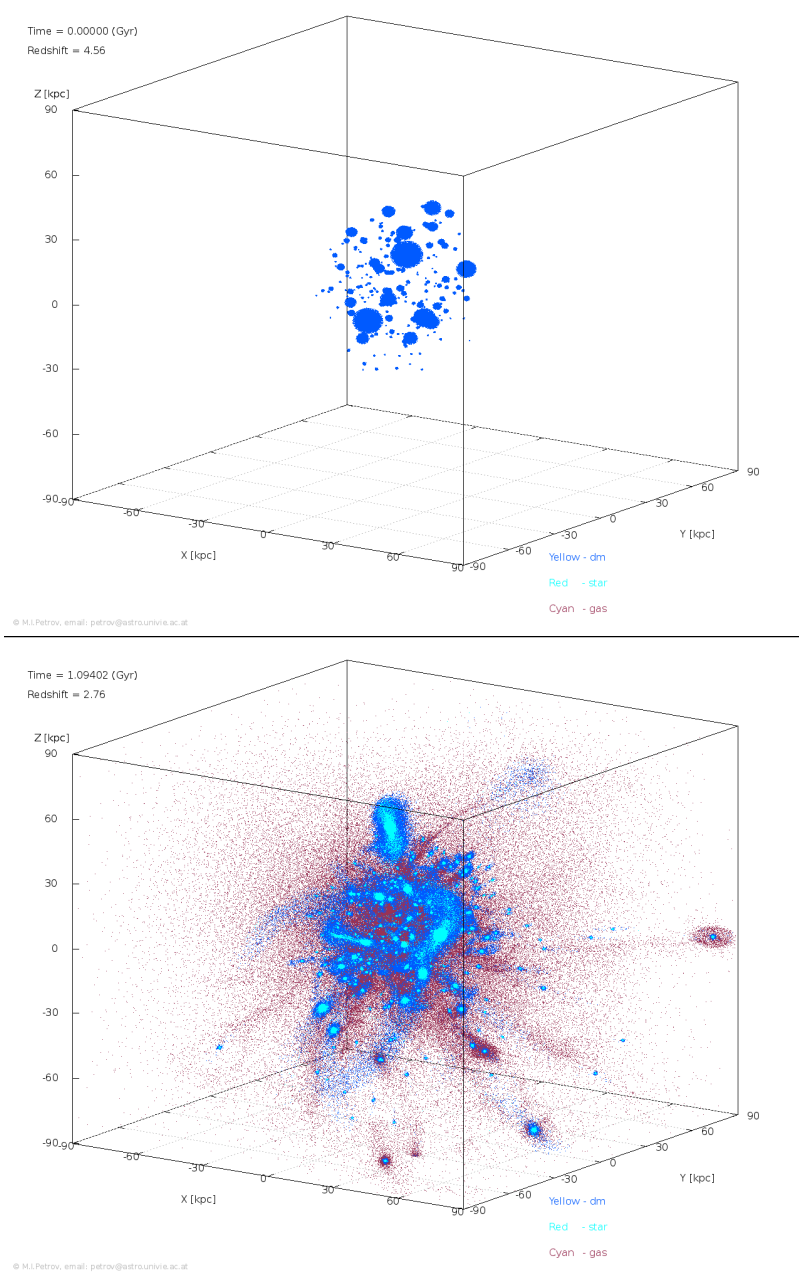 Time = 0.00000 (Gyr)
Redshift = 4.56
Z [kpc]
90
60
30
0
-30
-60
-90
-90
-60
-30
0
30
60
90
-90
-60
-30
0
30
60
90
X [kpc]
Y [kpc]
Yellow - dm
Red - star
Cyan - gas
© M.I.Petrov, email: petrov@astro.univie.ac.at
Time = 1.09402 (Gyr)
Redshift = 2.76
Z [kpc]
90
60
30
0
-30
-60
-90
-90
-60
-30
0
30
60
90
-90
-60
-30
0
30
60
90
X [kpc]
Y [kpc]
Yellow - dm
Red - star
Cyan - gas
© M.I.Petrov, email: petrov@astro.univie.ac.at